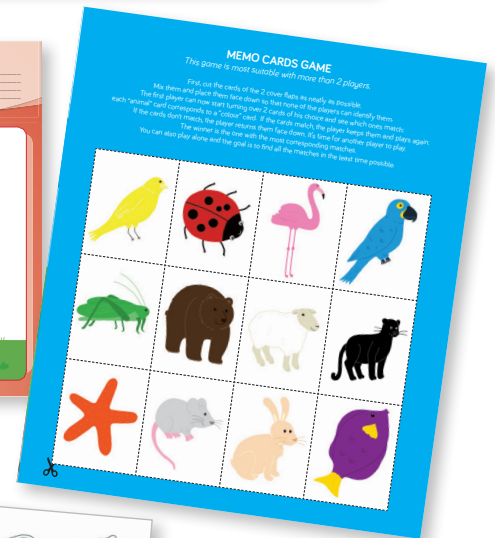 MEMO CARDS GAME
This game is most suitable with more than 2 players.
First, cut the cards of the 2 cover flaps as neatly as possible.
Mix them and place them face down so that none of the players can identify them.
The first player can now start turning over 2 cards of his choice and see which ones match:
each "animal" card corresponds to a "colour" card. If the cards match, the player keeps them and plays again.
If the cards don't match, the player returns them face down. It's time for another player to play.
The winner is the one with the most corresponding matches.
You can also play alone and the goal is to find all the matches in the least time possible.